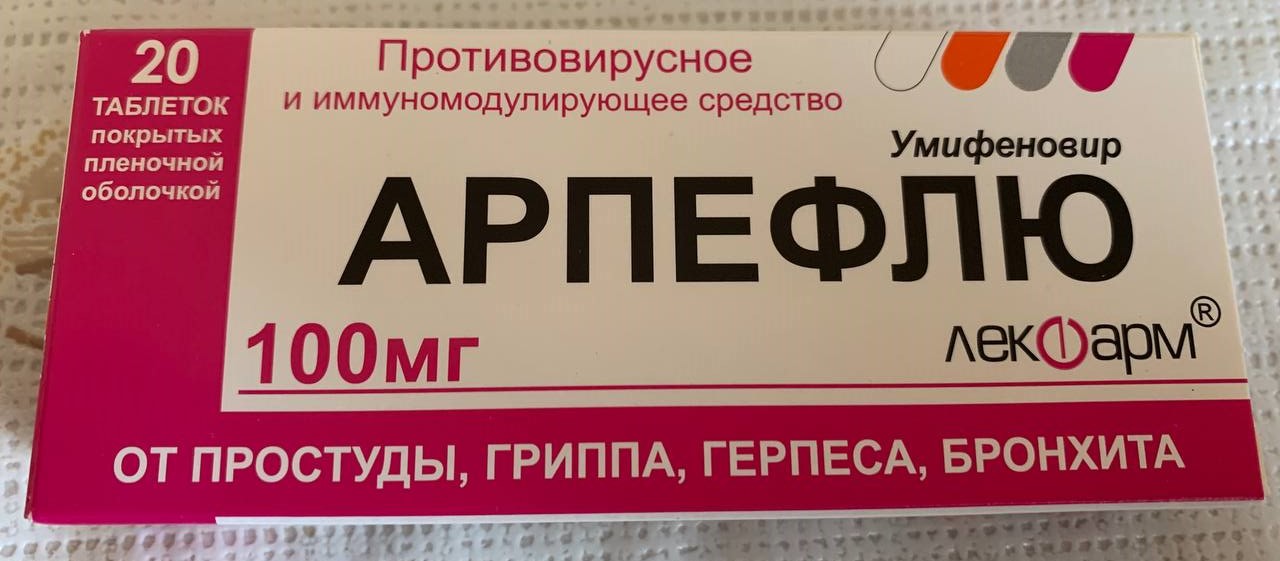 20
ТАБЛЕТОК
покрытых
пленочной
оболочкой
Противовирусное
и иммуномодулирующее средство
Умифеновир
АРПЕФЛЮ
100мг
лекФарм®
ОТ ПРОСТУДЫ, ГРИППА, ГЕРПЕСА, БРОНХИТА